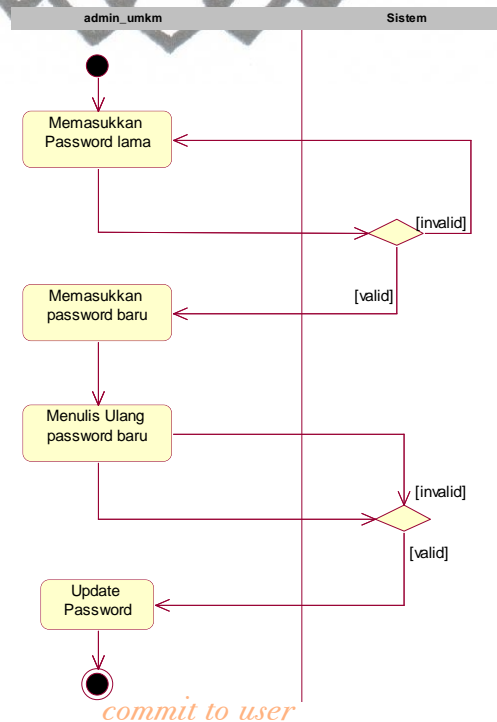 admin_umkm
Sistem
Memasukkan
Password lama
[invalid]
[valid]
Memasukkan
password baru
Menulis Ulang
password baru
[invalid]
[valid]
Update
Password
commit to user